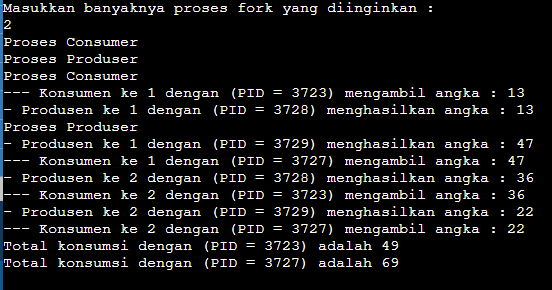 Masukkan banyaknya proses fork yang diinginkan :
2
Proses Consumer
Proses Produser
Proses Consumer
--- Konsumen ke 1 dengan (PID = 3723) mengambil angka : 13
- Produsen ke 1 dengan (PID = 3728) menghasilkan angka : 13
Proses Produser
- Produsen ke 1 dengan (PID = 3729) menghasilkan angka : 47
--- Konsumen ke 1 dengan (PID = 3727) mengambil angka : 47
- Produsen ke 2 dengan (PID = 3728) menghasilkan angka : 36
--- Konsumen ke 2 dengan (PID = 3723) mengambil angka : 36
- Produsen ke 2 dengan (PID = 3729) menghasilkan angka : 22
--- Konsumen ke 2 dengan (PID = 3727) mengambil angka : 22
Total konsumsi dengan (PID = 3723) adalah 49
Total konsumsi dengan (PID = 3727) adalah 69